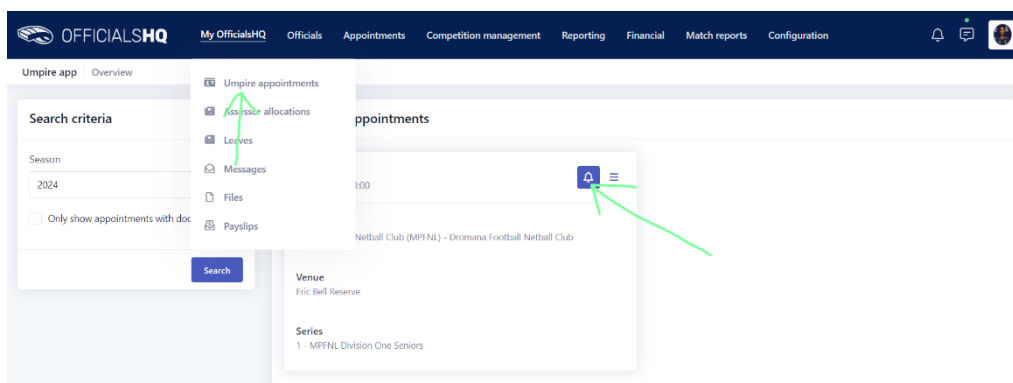 OFFICIALSHQ My OfficialsHQ Officials Appointments Competition management Reporting Financial Match reports Configuration
Umpire app Overview
Umpire appointments
Assessor allocations
Leaves
Messages
Files
Payslips
Search criteria
Season
2024
Only show appointments with doc
Search
ppointments
:00
Netball Club (MPFNL) - Dromana Football Netball Club
Venue
Eric Bell Reserve
Series
1 - MPFNL Division One Seniors